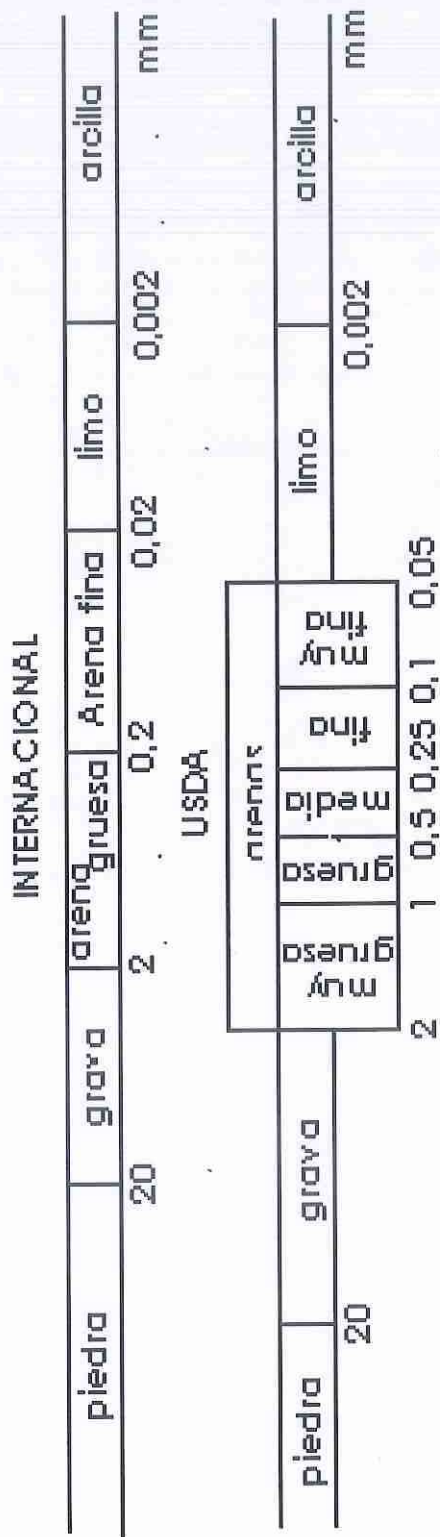 INTERNACIONAL
piedra grava arena gruesa Arena fina limo arcilla
20 2 0,2 0,02 0,002 mm
USDA
arenas
piedra grava muy gruesa gruesa media fina muy fina limo arcilla
20 2 1 0,5 0,25 0,1 0,05 0,002 mm